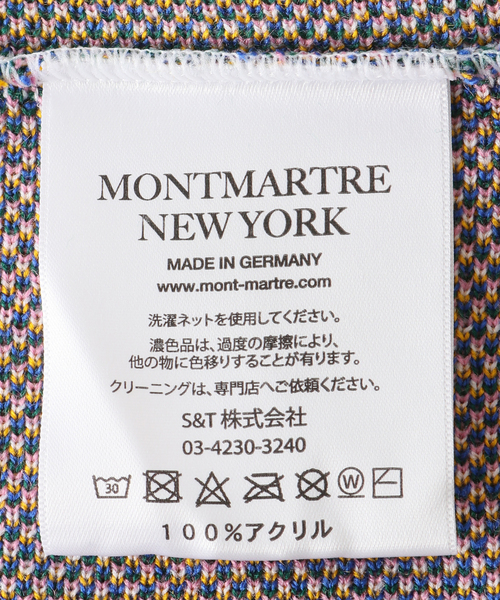 MONTMARTRE
NEW YORK
MADE IN GERMANY
www.mont-martre.com
洗濯ネットを使用してください。
濃色品は、過度の摩擦により、
他の物に色移りすることが有ります。
クリーニングは、専門店へご依頼ください。
S&T 株式会社
03-4230-3240
30 W
100%アクリル